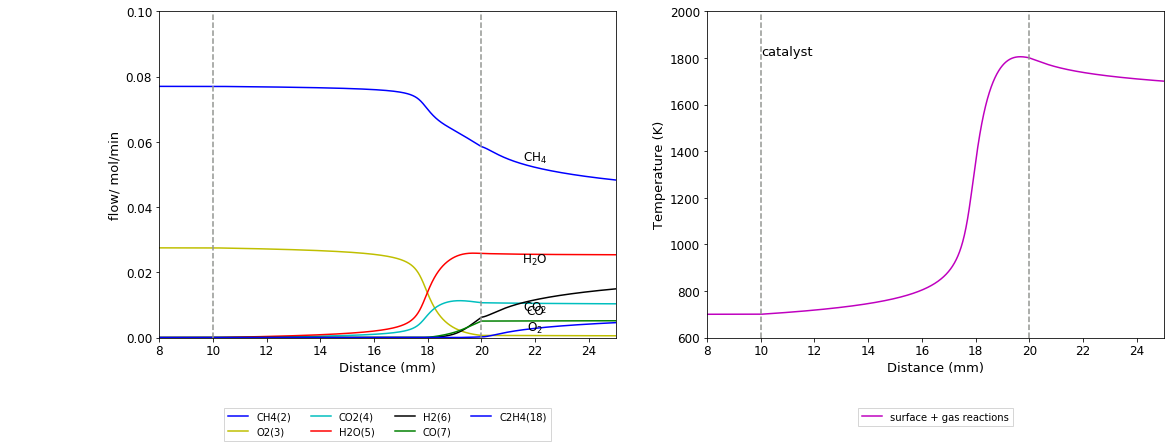 0.10
0.08
0.06
0.04
0.02
0.00
flow/ mol/min
CH₄
H₂O
CO₂
CO
O₂
8 10 12 14 16 18 20 22 24
Distance (mm)
CH4(2) CO2(4) H2(6) C2H4(18)
O2(3) H2O(5) CO(7)
2000
1800
1600
1400
1200
1000
800
600
Temperature (K)
catalyst
8 10 12 14 16 18 20 22 24
Distance (mm)
surface + gas reactions